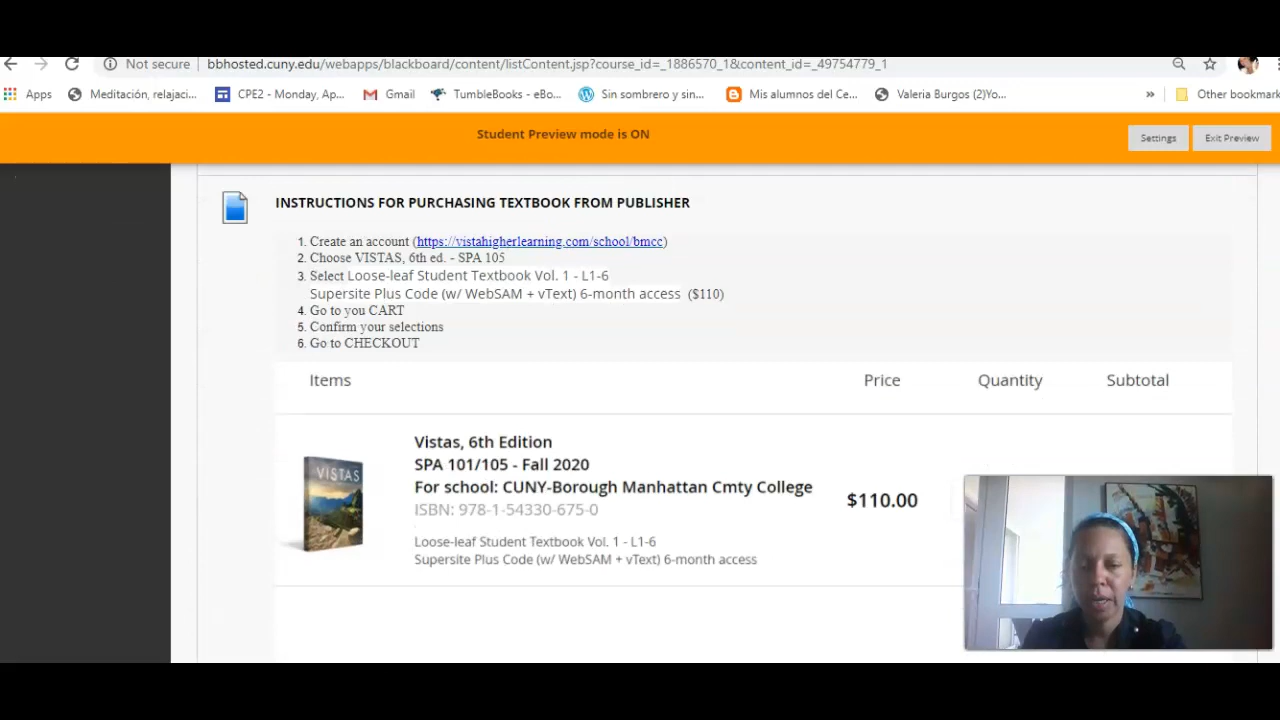 Not secure bbhosted.cuny.edu/webapps/blackboard/content/listContent.jsp?course_id=_1886570_1&content_id=_49754779_1
Apps Meditación, relajaci... CPE2 - Monday, Ap... Gmail TumbleBooks - eBo... Sin sombrero y sin... Mis alumnos del Ce... Valeria Burgos (2)Yo... » Other bookmark
Student Preview mode is ON
Settings Exit Preview
INSTRUCTIONS FOR PURCHASING TEXTBOOK FROM PUBLISHER
1. Create an account (https://vistahigherlearning.com/school/bmcc)
2. Choose VISTAS, 6th ed. - SPA 105
3. Select Loose-leaf Student Textbook Vol. 1 - L1-6
Supersite Plus Code (w/ WebSAM + vText) 6-month access ($110)
4. Go to you CART
5. Confirm your selections
6. Go to CHECKOUT
Items Price Quantity Subtotal
VISTAS
Vistas, 6th Edition
SPA 101/105 - Fall 2020
For school: CUNY-Borough Manhattan Cmty College
ISBN: 978-1-54330-675-0
$110.00
Loose-leaf Student Textbook Vol. 1 - L1-6
Supersite Plus Code (w/ WebSAM + vText) 6-month access